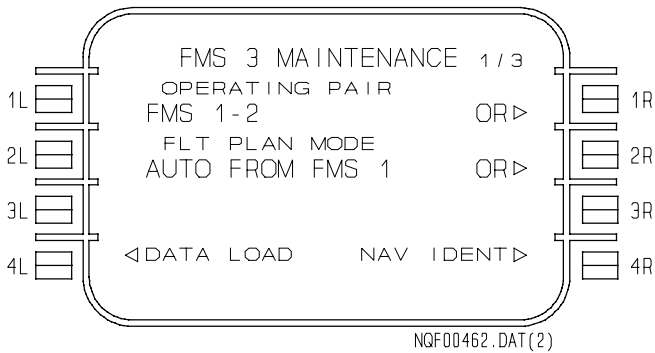 FMS 3 MAINTENANCE 1/3
OPERATING PAIR
1L FMS 1-2 OR▷ 1R
FLT PLAN MODE
2L AUTO FROM FMS 1 OR▷ 2R
3L 3R
4L ◁DATA LOAD NAV IDENT▷ 4R
NQF00462.DAT(2)